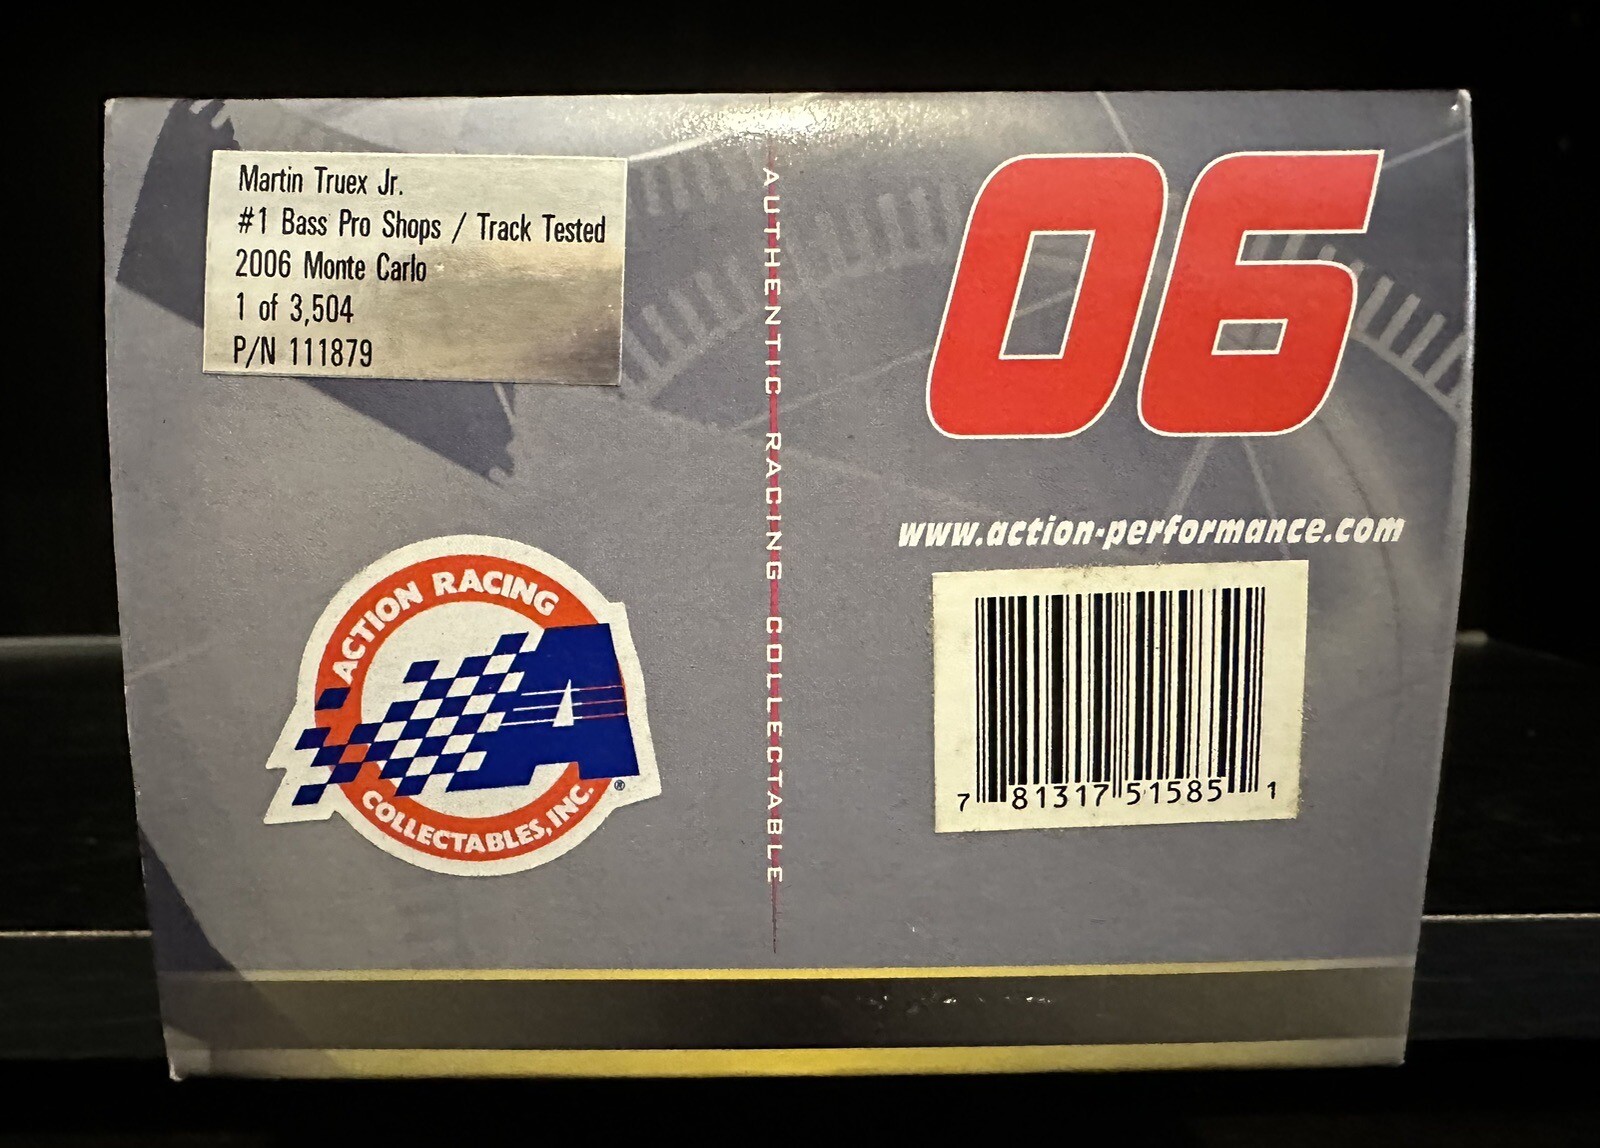 Martin Truex Jr.
#1 Bass Pro Shops / Track Tested
2006 Monte Carlo
1 of 3,504
P/N 111879
ACTION RACING
A
COLLECTABLES, INC.
®
AUTHENTIC RACING COLLECTABLE
06
www.action-performance.com
7 81317 51585 1